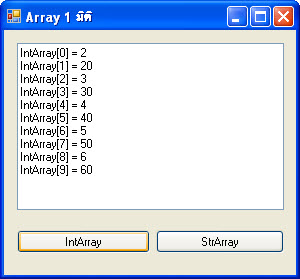 Array 1 มิติ
IntArray[0] = 2
IntArray[1] = 20
IntArray[2] = 3
IntArray[3] = 30
IntArray[4] = 4
IntArray[5] = 40
IntArray[6] = 5
IntArray[7] = 50
IntArray[8] = 6
IntArray[9] = 60
IntArray
StrArray